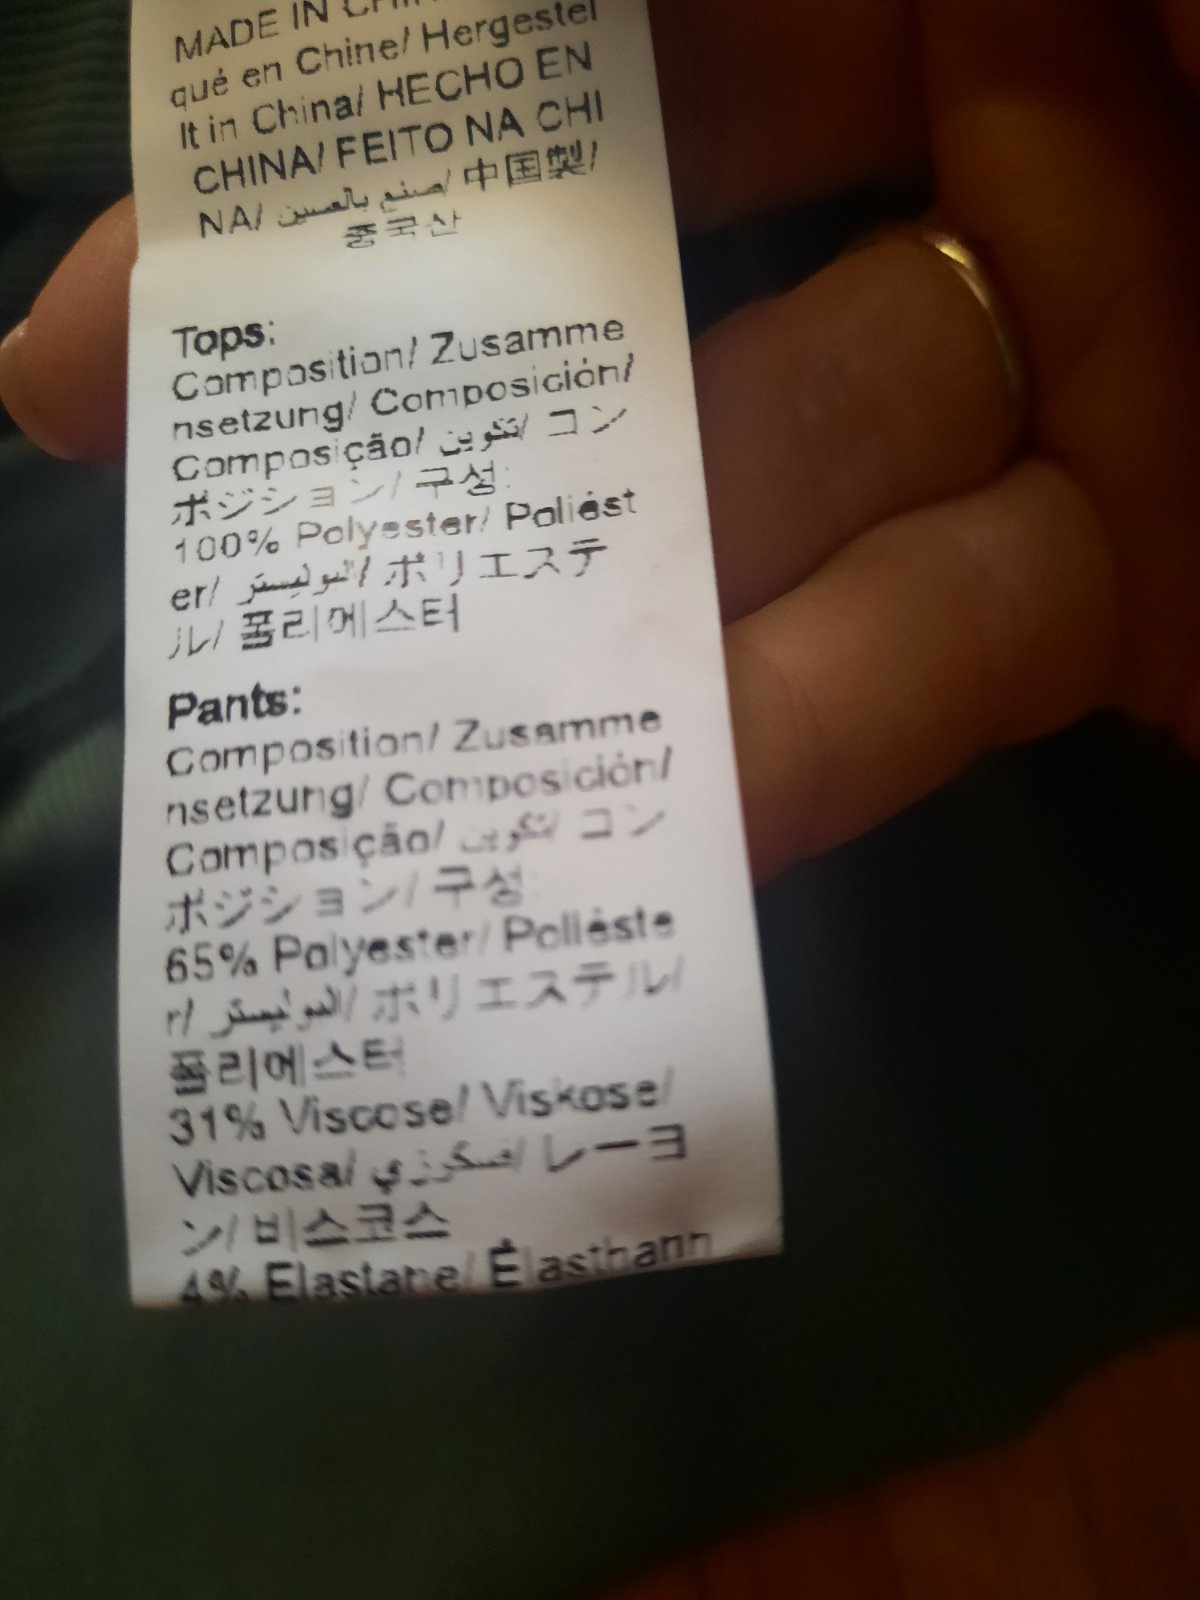 MADE IN CHI
qué en Chine/ Hergestel
lt in China/ HECHO EN
CHINA/ FEITO NA CHI
NA/ صنع بالصين/ 中国製/
중국산
Tops:
Composition/ Zusamme
nsetzung/ Composición/
Composição/ تكوين/ コン
ポジション/ 구성:
100% Polyester/ Poliést
er/ البوليستر/ ポリエステ
ル/ 폴리에스터
Pants:
Composition/ Zusamme
nsetzung/ Composición/
Composição/ تكوين/ コン
ポジション/ 구성:
65% Polyester/ Poliéste
r/ البوليستر/ ポリエステル/
폴리에스터
31% Viscose/ Viskose/
Viscosa/ فسكوزي/ レーヨ
ン/ 비스코스
4% Elastane/ Élasthann